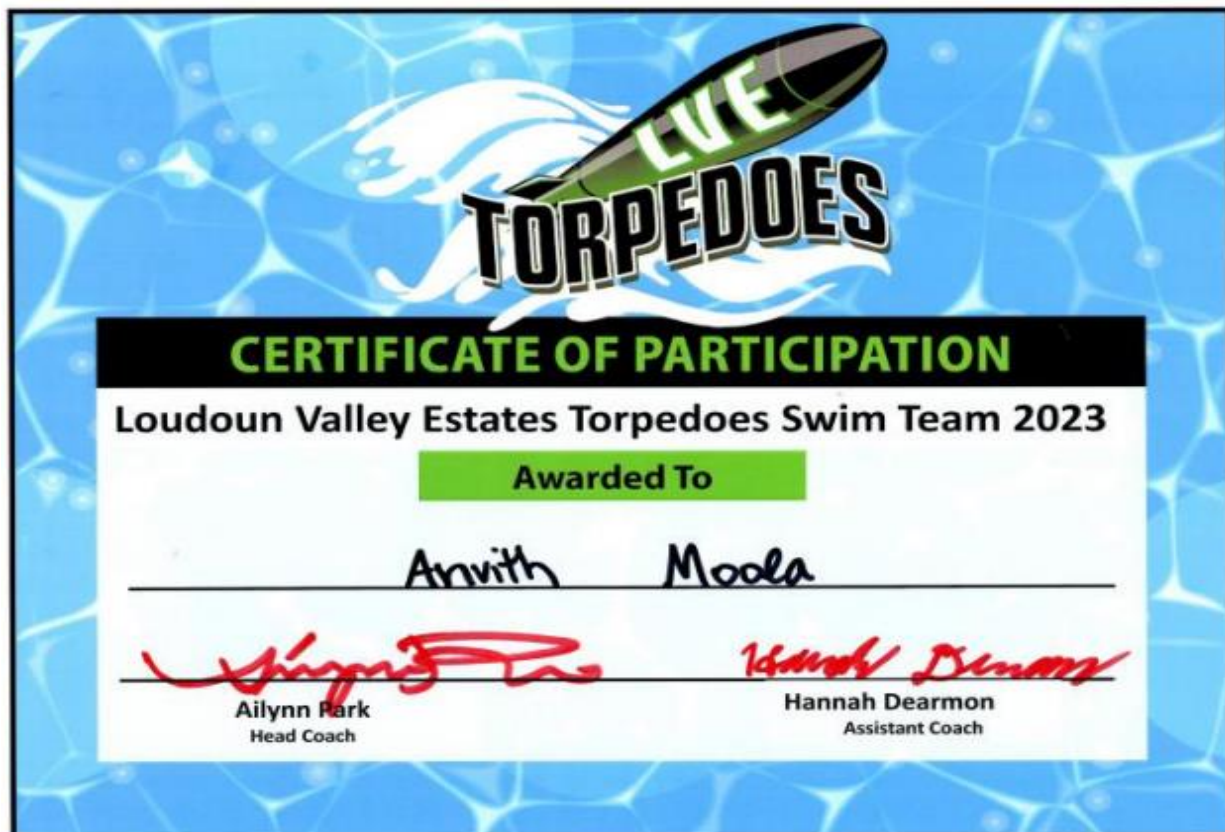 LVE
TORPEDOES
CERTIFICATE OF PARTICIPATION
Loudoun Valley Estates Torpedoes Swim Team 2023
Awarded To
Anvith Moola
Ailynn Park Hannah Dearmon
Head Coach Assistant Coach